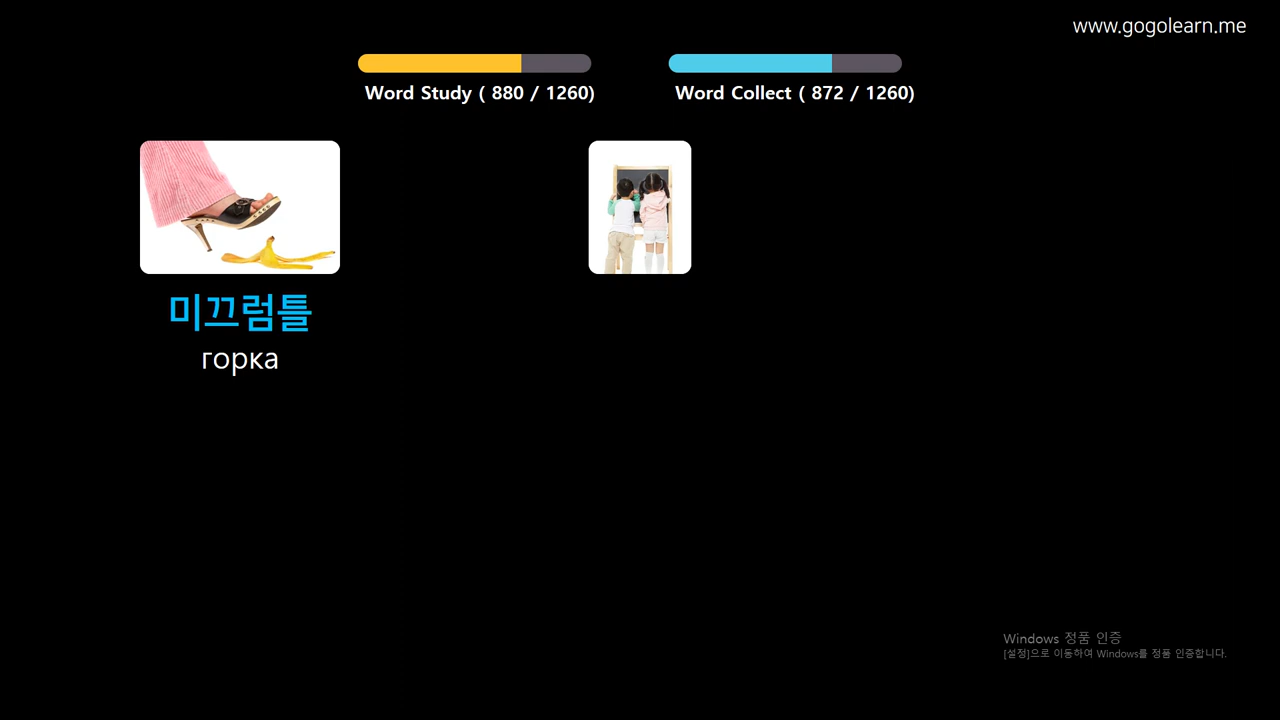 www.gogolearn.me
Word Study ( 880 / 1260)
Word Collect ( 872 / 1260)
미끄럼틀
горка
Windows 정품 인증
[설정]으로 이동하여 Windows를 정품 인증합니다.